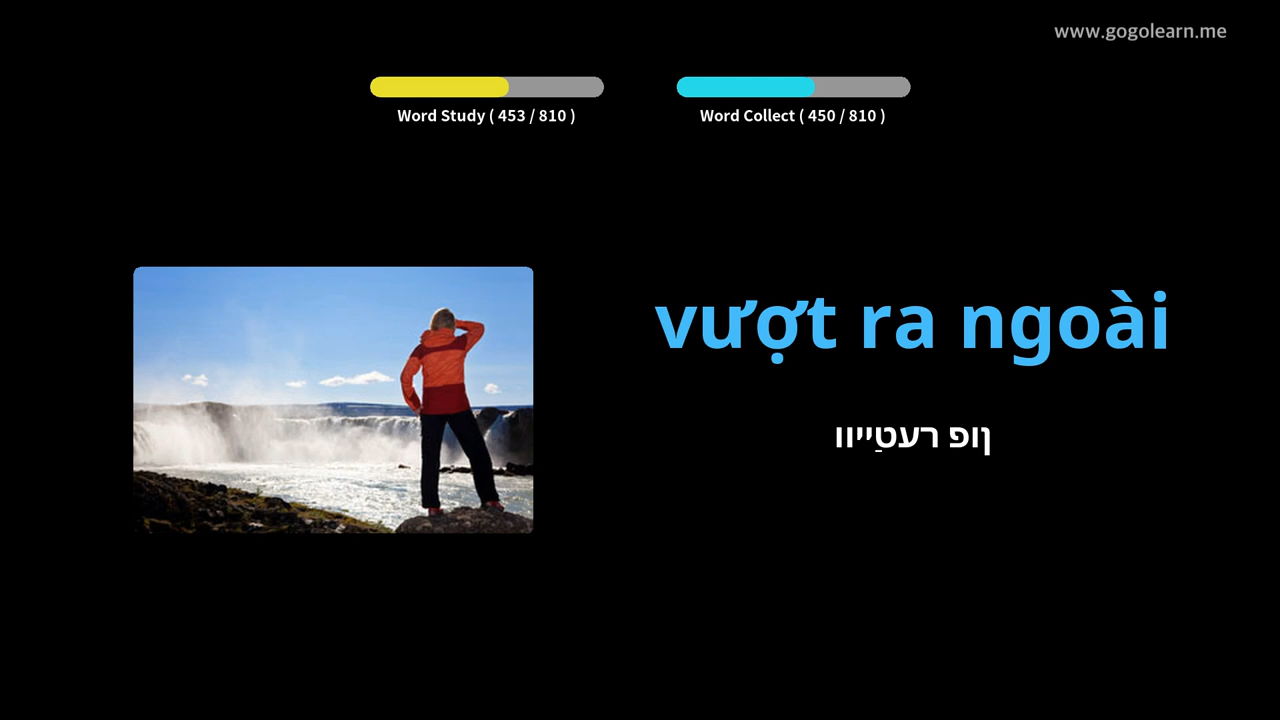 www.gogolearn.me
Word Study ( 453 / 810 )
Word Collect ( 450 / 810 )
vượt ra ngoài
ווייַטער פון